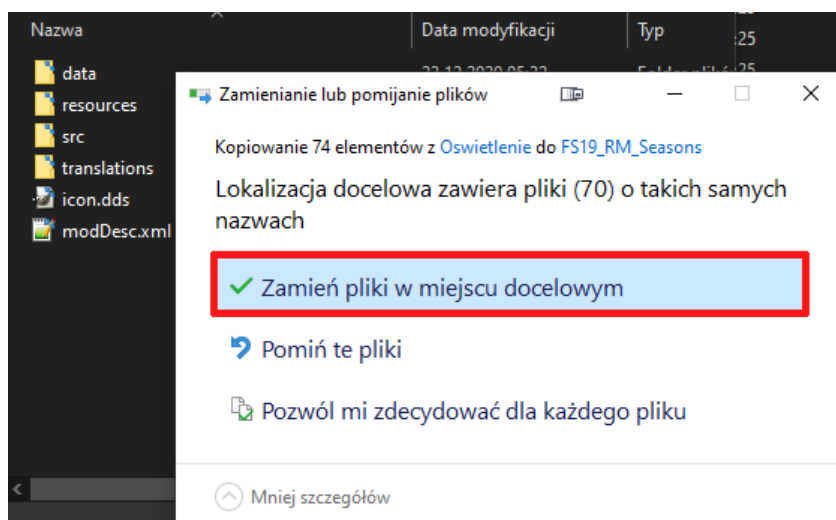 Nazwa
Data modyfikacji
Typ
:25
data
resources
src
translations
icon.dds
modDesc.xml
Zamienianie lub pomijanie plików
Kopiowanie 74 elementów z Oswietlenie do FS19_RM_Seasons
Lokalizacja docelowa zawiera pliki (70) o takich samych
nazwach
Zamień pliki w miejscu docelowym
Pomiń te pliki
Pozwól mi zdecydować dla każdego pliku
Mniej szczegółów